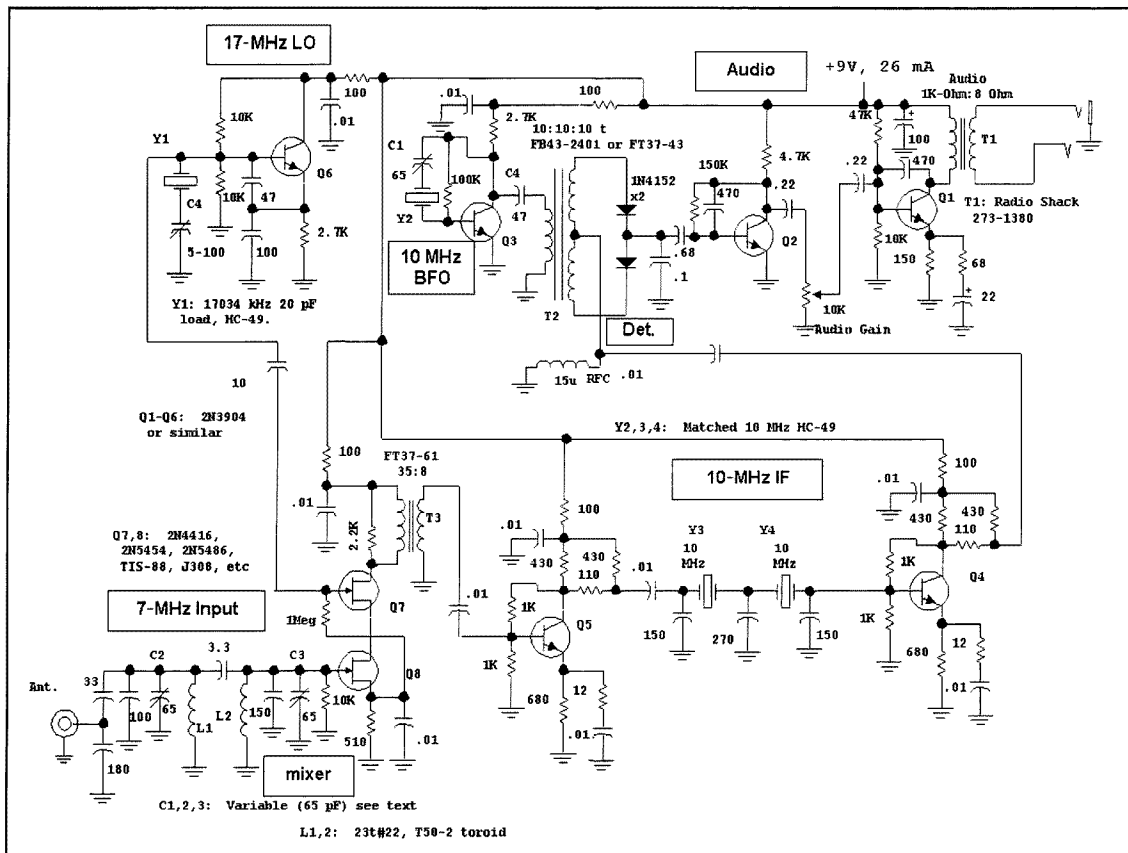 17-MHz LO
Audio
+9V, 26 mA
Audio
1K-Ohm:8 Ohm
100
.01
.01
100
2.7K
10:10:10 t
FB43-2401 or FT37-43
47K
+
100
T1
Y1
10K
Q6
C1
65
100K
C4
47
Y2
Q3
1N4152
x2
150K
470
4.7K
.22
.22
470
Q1
T1: Radio Shack
273-1380
C4
5-100
10K
47
100
2.7K
10 MHz
BFO
T2
.68
.1
Q2
10K
150
68
+
22
10K
Audio Gain
Y1: 17034 kHz 20 pF
load, HC-49.
Det.
10
15u
RFC
.01
Q1-Q6: 2N3904
or similar
Y2,3,4: Matched 10 MHz HC-49
100
FT37-61
35:8
10-MHz IF
100
.01
2.2K
T3
.01
100
430
430
110
.01
Y3
10
MHz
Y4
10
MHz
.01
430
430
110
Q7,8: 2N4416,
2N5454, 2N5486,
TIS-88, J308, etc
Q7
.01
1K
Q5
1K
150
270
150
1K
Q4
1K
7-MHz Input
1Meg
680
12
.01
680
12
.01
Ant.
33
C2
100
65
L1
3.3
L2
150
C3
65
10K
Q8
510
.01
180
mixer
C1,2,3: Variable (65 pF) see text
L1,2: 23t#22, T50-2 toroid